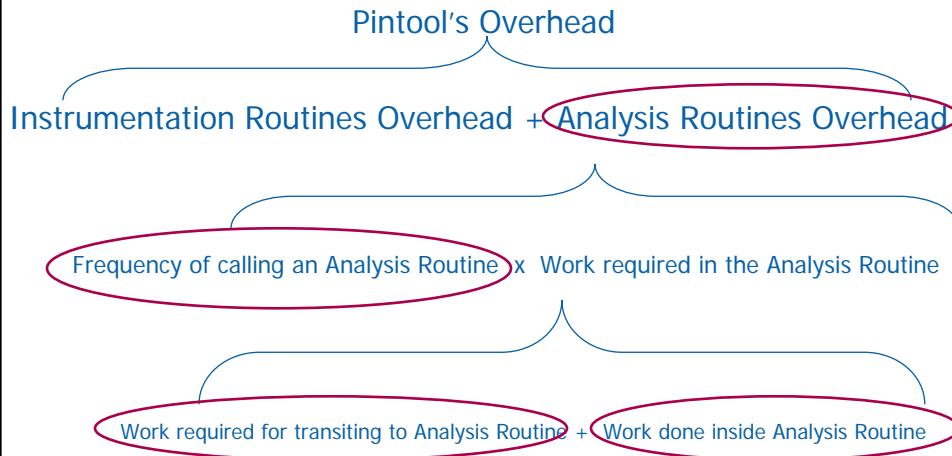 Pintool's Overhead
Instrumentation Routines Overhead + Analysis Routines Overhead
Frequency of calling an Analysis Routine x Work required in the Analysis Routine
Work required for transiting to Analysis Routine + Work done inside Analysis Routine